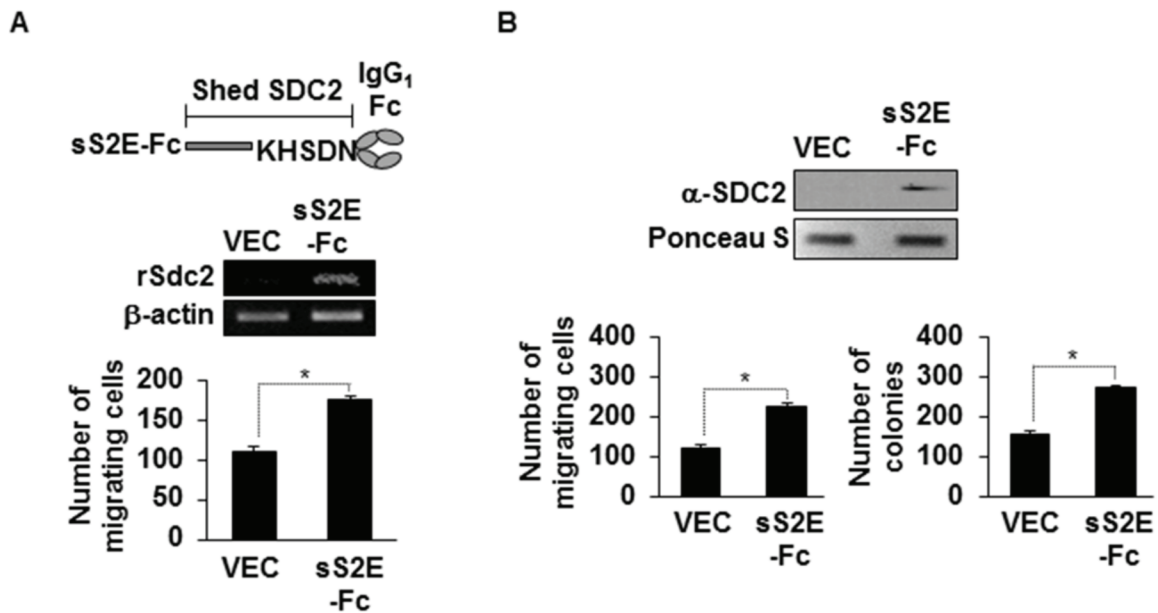 A
Shed SDC2
IgG1
Fc
sS2E-Fc
KHSDN
VEC
sS2E
-Fc
rSdc2
β-actin
Number of
migrating cells
200
150
100
50
0
*
VEC
sS2E
-Fc
B
VEC
sS2E
-Fc
α-SDC2
Ponceau S
Number of
migrating cells
400
300
200
100
0
*
VEC
sS2E
-Fc
Number of
colonies
400
300
200
100
0
*
VEC
sS2E
-Fc